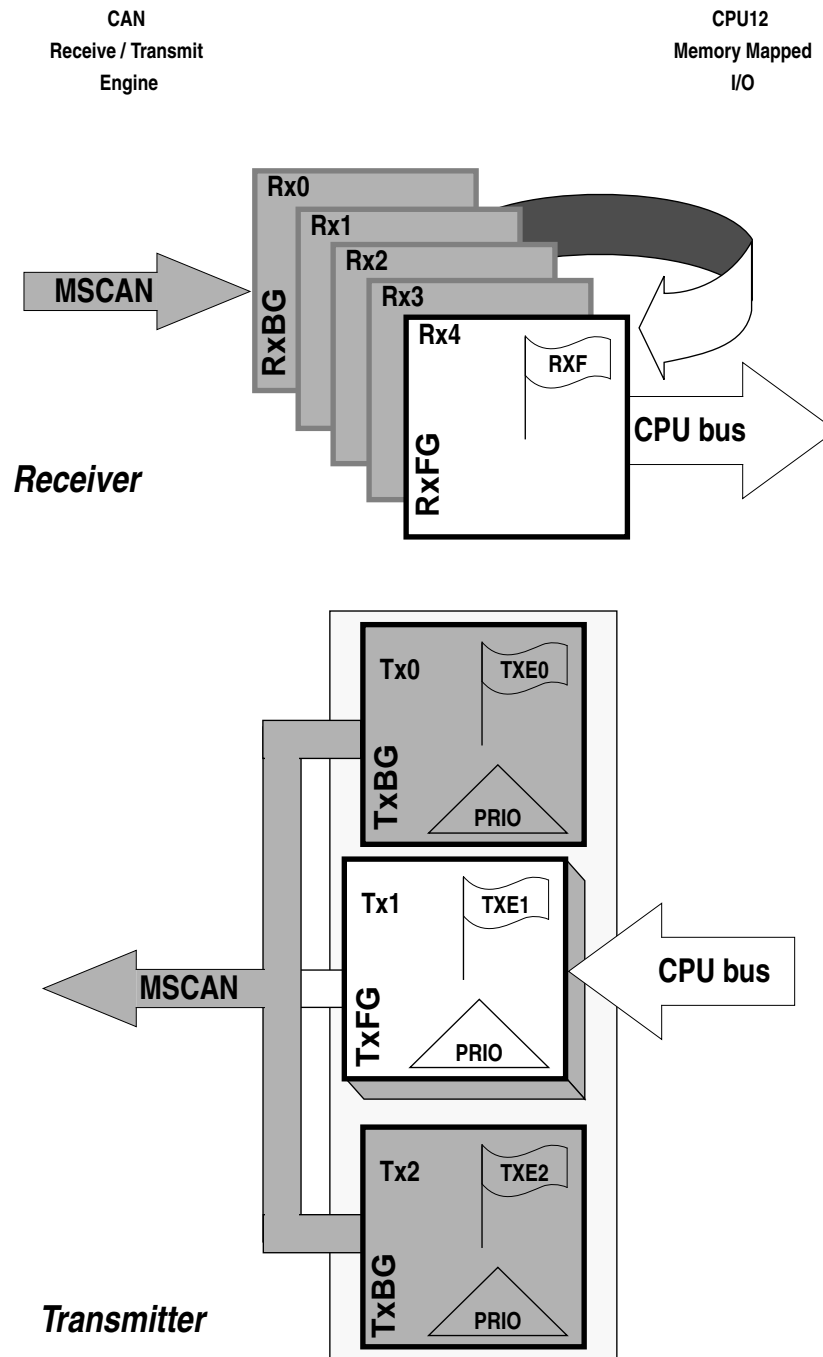 CAN
Receive / Transmit
Engine
CPU12
Memory Mapped
I/O
Rx0
Rx1
Rx2
Rx3
Rx4
RXF
MSCAN
RxBG
RxFG
CPU bus
Receiver
Tx0
TXE0
TxBG
PRIO
Tx1
TXE1
MSCAN
CPU bus
TxFG
PRIO
Tx2
TXE2
TxBG
PRIO
Transmitter